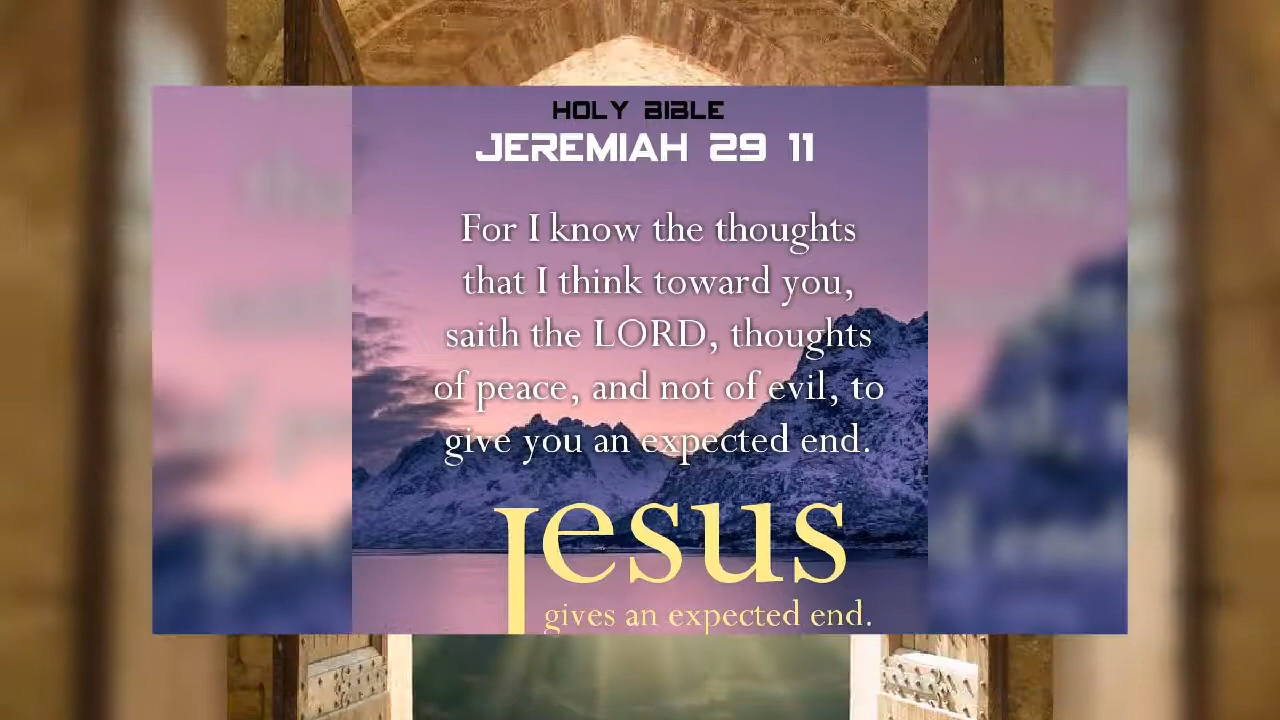 HOLY BIBLE
JEREMIAH 29 11
For I know the thoughts
that I think toward you,
saith the LORD, thoughts
of peace, and not of evil, to
give you an expected end.
Jesus
gives an expected end.